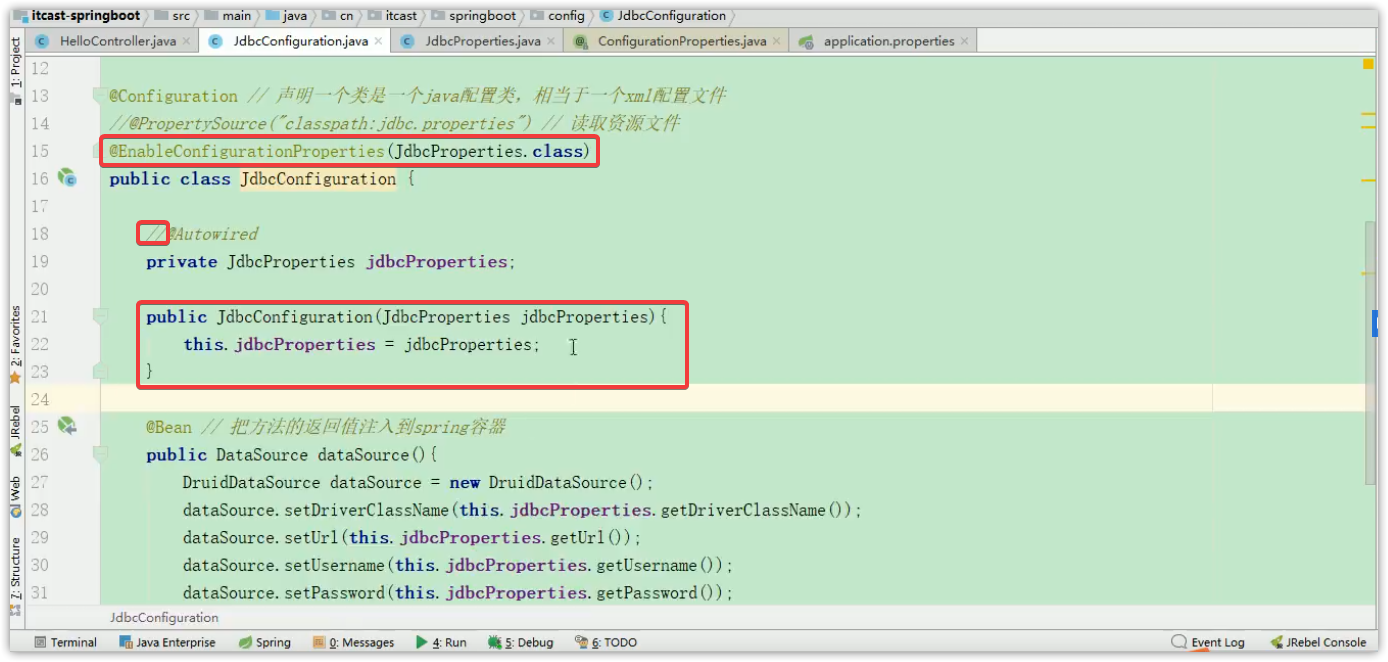 itcast-springboot src main java cn itcast springboot config JdbcConfiguration
HelloController.java JdbcConfiguration.java JdbcProperties.java ConfigurationProperties.java application.properties
1: Project
2: Favorites
JRebel
Web
7: Structure
12
13 @Configuration // 声明一个类是一个java配置类，相当于一个xml配置文件
14 //@PropertySource("classpath:jdbc.properties") // 读取资源文件
15 @EnableConfigurationProperties(JdbcProperties.class)
16 public class JdbcConfiguration {
17
18 //@Autowired
19 private JdbcProperties jdbcProperties;
20
21 public JdbcConfiguration(JdbcProperties jdbcProperties){
22 this.jdbcProperties = jdbcProperties;
23 }
24
25 @Bean // 把方法的返回值注入到spring容器
26 public DataSource dataSource(){
27 DruidDataSource dataSource = new DruidDataSource();
28 dataSource.setDriverClassName(this.jdbcProperties.getDriverClassName());
29 dataSource.setUrl(this.jdbcProperties.getUrl());
30 dataSource.setUsername(this.jdbcProperties.getUsername());
31 dataSource.setPassword(this.jdbcProperties.getPassword());
JdbcConfiguration
Terminal Java Enterprise Spring 0: Messages 4: Run 5: Debug 6: TODO Event Log JRebel Console